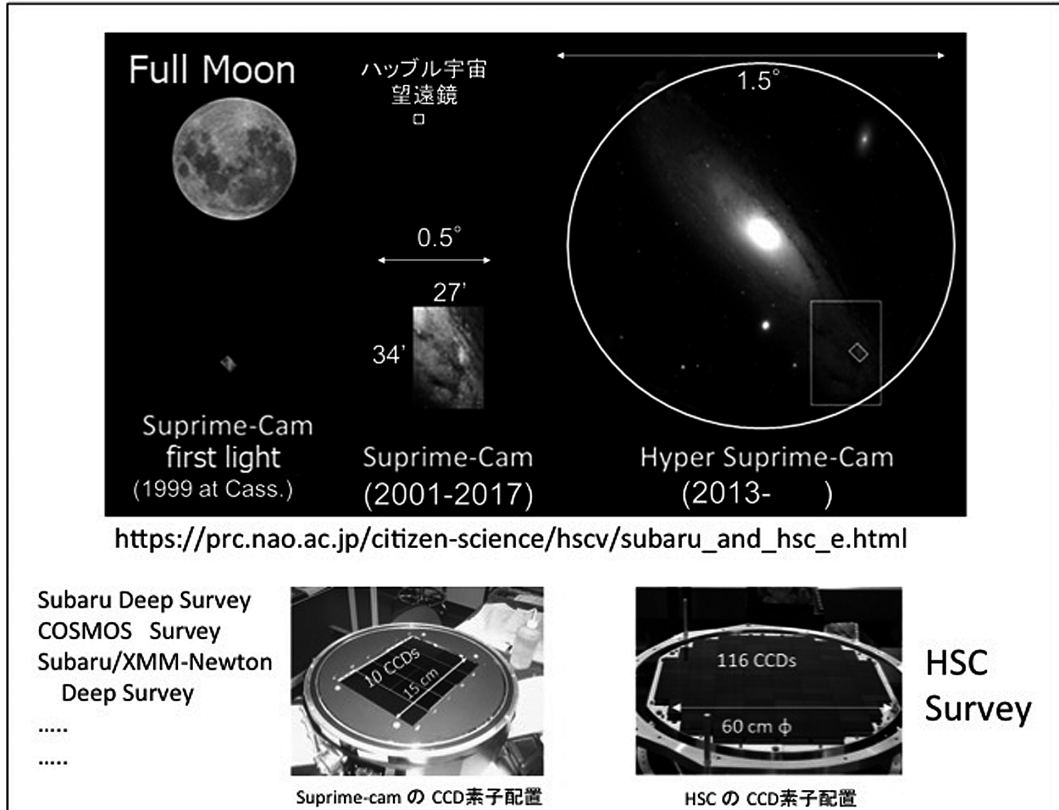 Full Moon
ハッブル宇宙
望遠鏡
1.5°
0.5°
27'
34'
Suprime-Cam
first light
(1999 at Cass.)
Suprime-Cam
(2001-2017)
Hyper Suprime-Cam
(2013-　　)
https://prc.nao.ac.jp/citizen-science/hscv/subaru_and_hsc_e.html
Subaru Deep Survey
COSMOS Survey
Subaru/XMM-Newton
Deep Survey
.....
.....
10 CCDs
15 cm
116 CCDs
60 cm ϕ
HSC
Survey
Suprime-cam の CCD素子配置
HSC の CCD素子配置